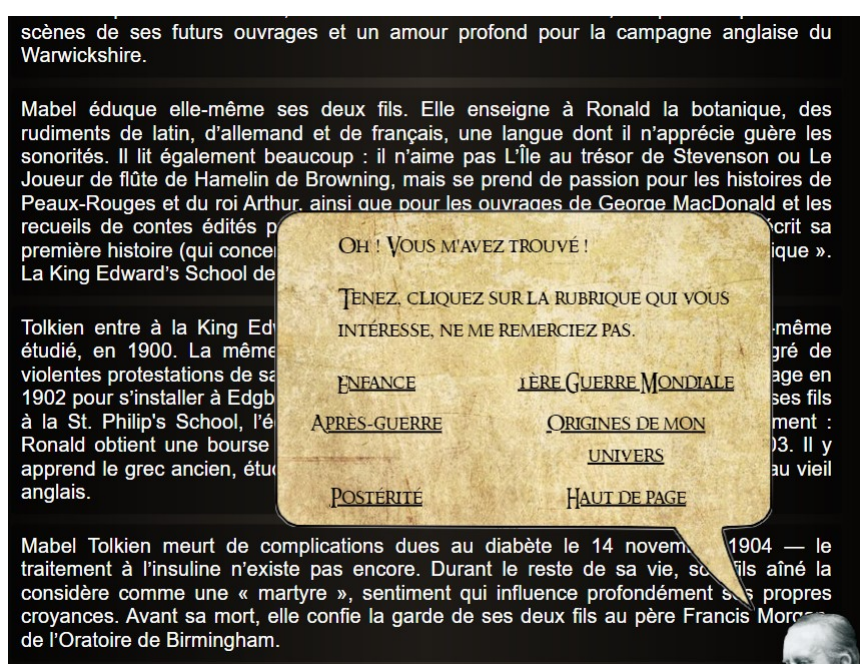 scènes de ses futurs ouvrages et un amour profond pour la campagne anglaise du
Warwickshire.
Mabel éduque elle-même ses deux fils. Elle enseigne à Ronald la botanique, des
rudiments de latin, d’allemand et de français, une langue dont il n’apprécie guère les
sonorités. Il lit également beaucoup : il n’aime pas L’Île au trésor de Stevenson ou Le
Joueur de flûte de Hamelin de Browning, mais se prend de passion pour les histoires de
Peaux-Rouges et du roi Arthur, ainsi que pour les ouvrages de George MacDonald et les
recueils de contes édités écrit sa
première histoire (qui ique ».
La King Edward’s School de
Tolkien entre à la King -même
étudié, en 1900. La même gré de
violentes protestations de age en
1902 pour s’installer à ses fils
à la St. Philip's School, ment :
Ronald obtient une bourse 03. Il y
apprend le grec ancien, au vieil
anglais.
Oh ! Vous m'avez trouvé !
Tenez, cliquez sur la rubrique qui vous
intéresse, ne me remerciez pas.
Enfance 1ère Guerre Mondiale
Après-guerre Origines de mon
univers
Postérité Haut de page
Mabel Tolkien meurt de complications dues au diabète le 14 1904 — le
traitement à l’insuline n’existe pas encore. Durant le reste de sa vie, fils aîné la
considère comme une « martyre », sentiment qui influence profondément ses propres
croyances. Avant sa mort, elle confie la garde de ses deux fils au père Francis
de l’Oratoire de Birmingham.